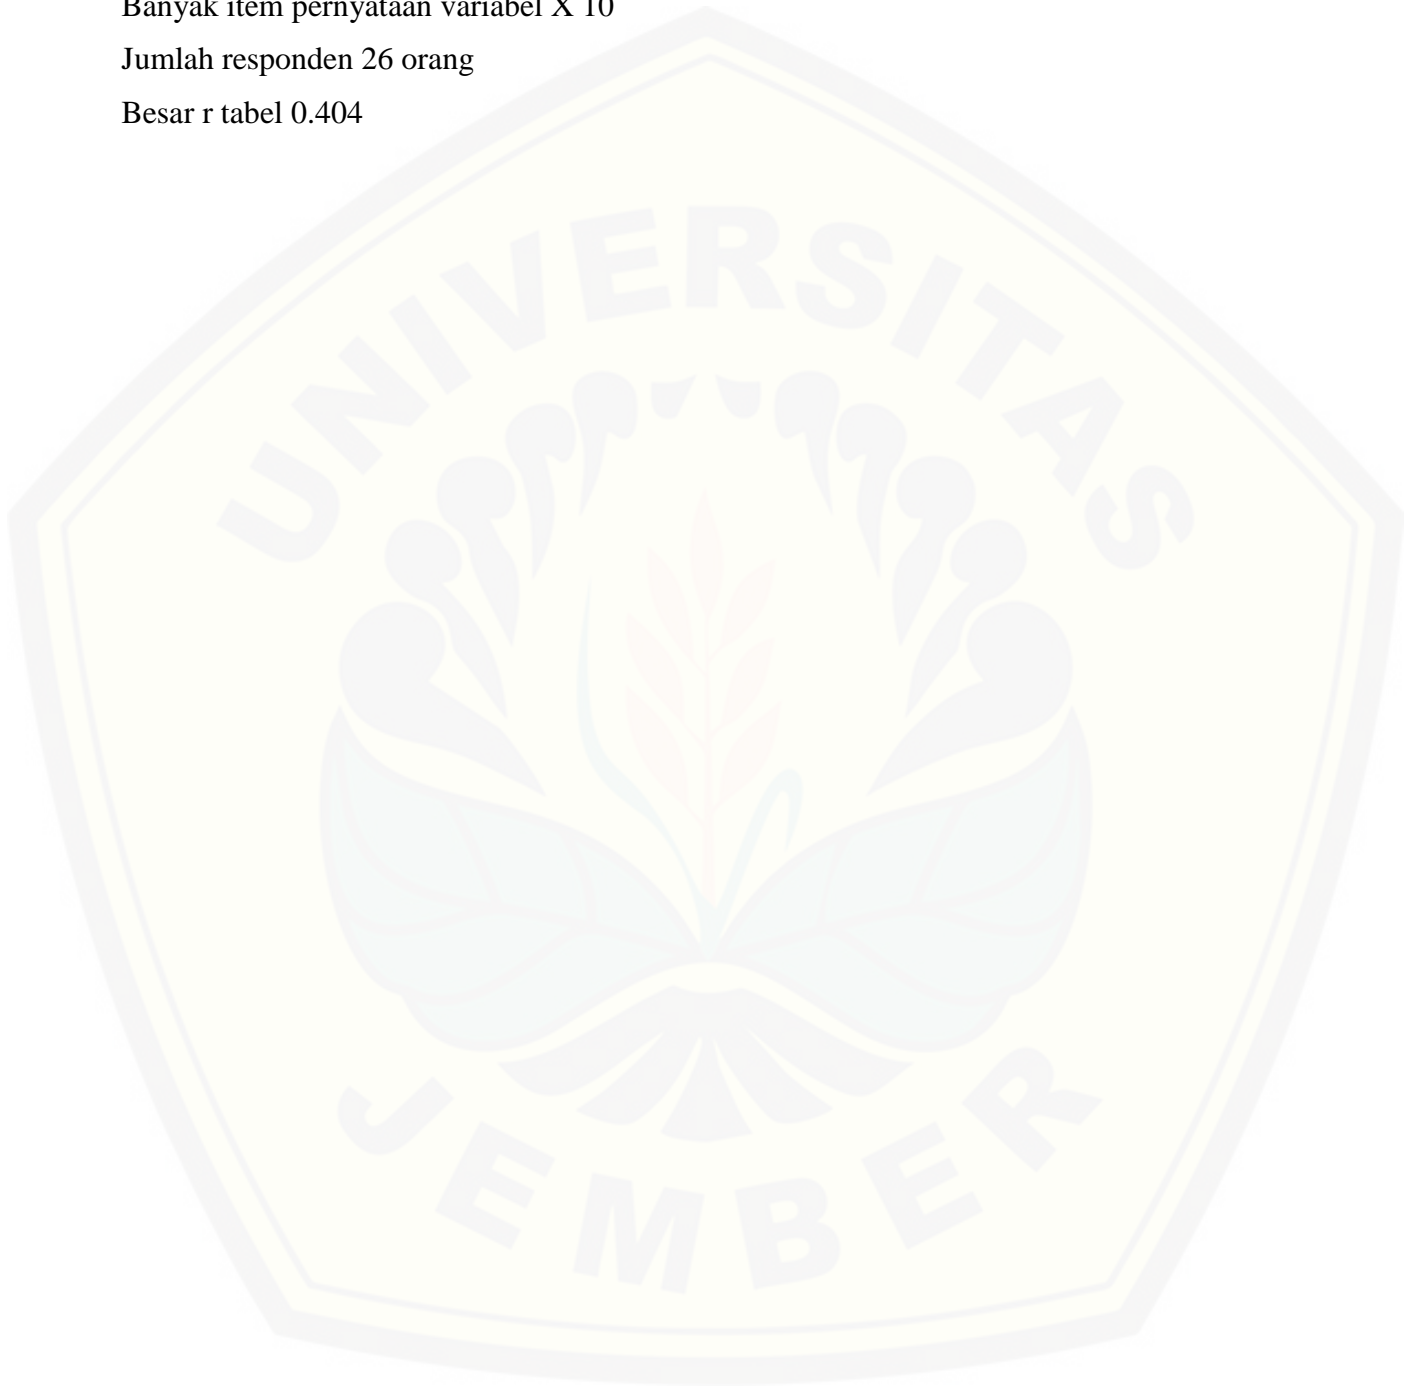 Banyak item pernyataan variabel X 10
Jumlah responden 26 orang
Besar r tabel 0.404
UNIVERSITAS
JEMBER